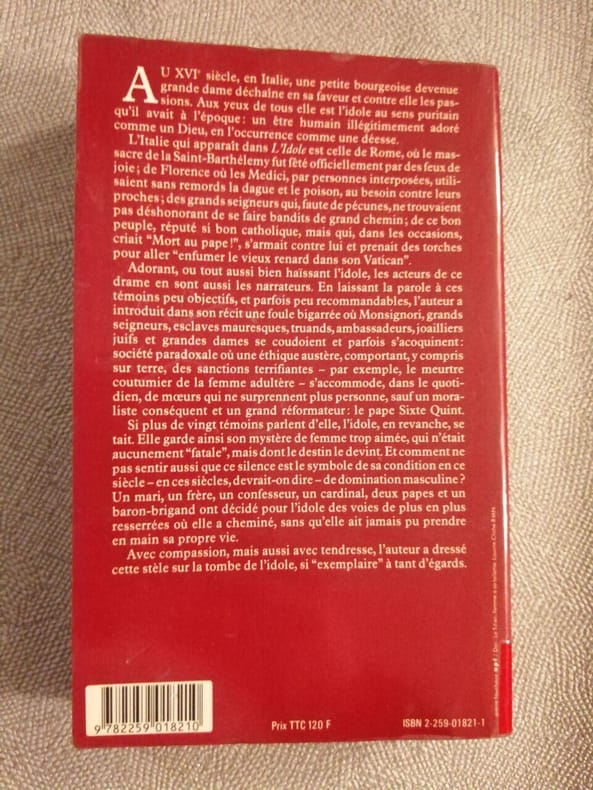 AU XVIe siècle, en Italie, une petite bourgeoise devenue
grande dame déchaîne en sa faveur et contre elle les pas-
sions. Aux yeux de tous elle est l'idole au sens puritain
qu'il avait à l'époque : un être humain illégitimement adoré
comme un Dieu, en l'occurrence comme une déesse.
L'Italie qui apparaît dans L'Idole est celle de Rome, où le mas-
sacre de la Saint-Barthélemy fut fêté officiellement par des feux de
joie ; de Florence où les Medici, par personnes interposées, utili-
saient sans remords la dague et le poison, au besoin contre leurs
proches ; des grands seigneurs qui, faute de pécunes, ne trouvaient
pas déshonorant de se faire bandits de grand chemin ; de ce bon
peuple, réputé si bon catholique, mais qui, dans les occasions,
criait "Mort au pape !", s'armait contre lui et prenait des torches
pour aller "enfumer le vieux renard dans son Vatican".
Adorant, ou tout aussi bien haïssant l'idole, les acteurs de ce
drame en sont aussi les narrateurs. En laissant la parole à ces
témoins peu objectifs, et parfois peu recommandables, l'auteur a
introduit dans son récit une foule bigarrée où Monsignori, grands
seigneurs, esclaves mauresques, truands, ambassadeurs, joailliers
juifs et grandes dames se coudoient et parfois s'acoquinent :
société paradoxale où une éthique austère, comportant, y compris
sur terre, des sanctions terrifiantes – par exemple, le meurtre
coutumier de la femme adultère – s'accommode, dans le quoti-
dien, de mœurs qui ne surprennent plus personne, sauf un mora-
liste conséquent et un grand réformateur : le pape Sixte Quint.
Si plus de vingt témoins parlent d'elle, l'idole, en revanche, se
tait. Elle garde ainsi son mystère de femme trop aimée, qui n'était
aucunement "fatale", mais dont le destin le devint. Et comment ne
pas sentir aussi que ce silence est le symbole de sa condition en ce
siècle – en ces siècles, devrait-on dire – de domination masculine ?
Un mari, un frère, un confesseur, un cardinal, deux papes et un
baron-brigand ont décidé pour l'idole des voies de plus en plus
resserrées où elle a cheminé, sans qu'elle ait jamais pu prendre
en main sa propre vie.
Avec compassion, mais aussi avec tendresse, l'auteur a dressé
cette stèle sur la tombe de l'idole, si "exemplaire" à tant d'égards.
9 782259 018210
Prix TTC 120 F
ISBN 2-259-01821-1